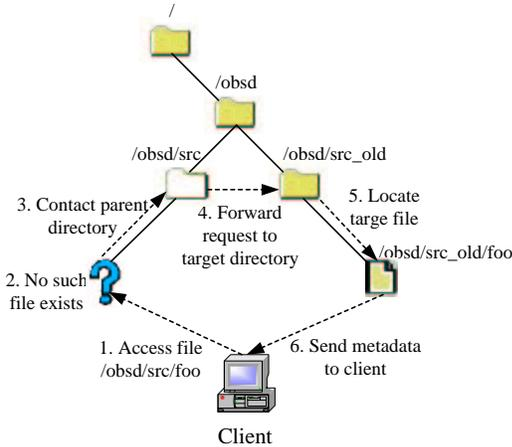 /
/obsd
/obsd/src
/obsd/src_old
3. Contact parent
directory
4. Forward
request to
target directory
5. Locate
targe file
/obsd/src_old/foo
2. No such
file exists
1. Access file
/obsd/src/foo
6. Send metadata
to client
Client